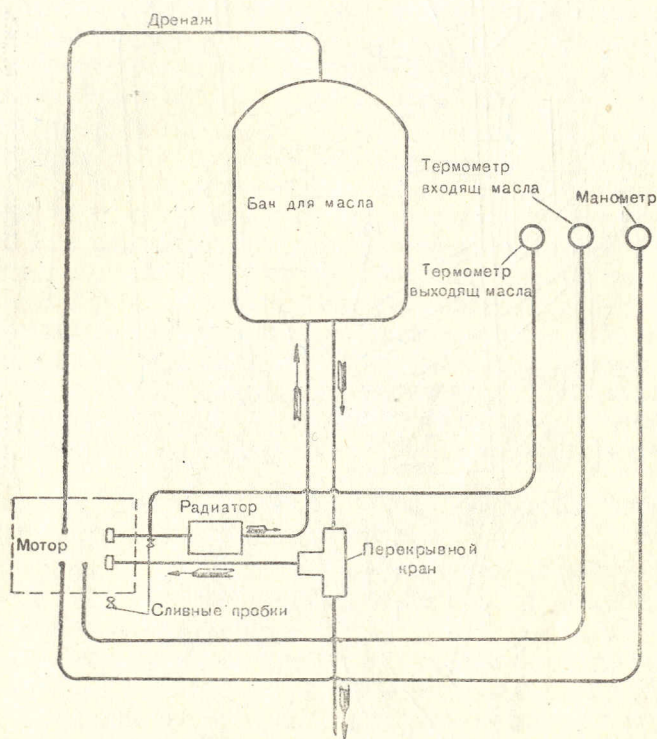 Дренаж
Бак для масла
Термометр
входящ масла
Манометр
Термометр
выходящ масла
Радиатор
Мотор
Перекрывной
кран
Сливные пробки